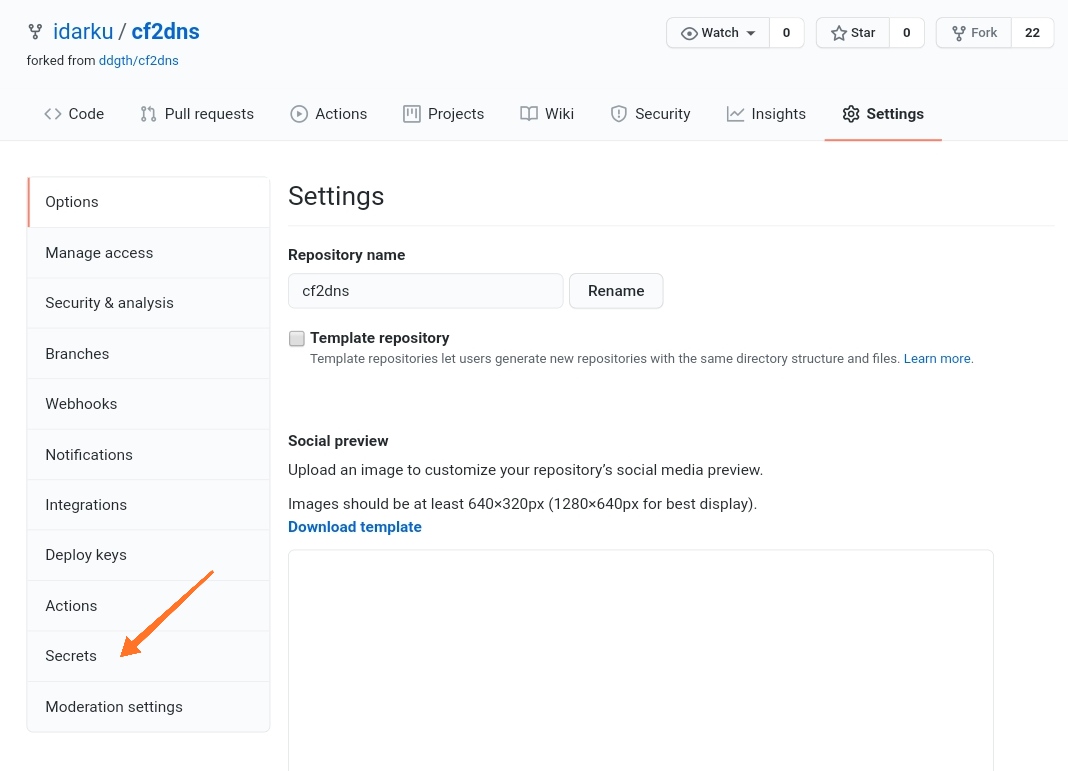 idarku / cf2dns
Watch 0 Star 0 Fork 22
forked from ddgth/cf2dns
Code Pull requests Actions Projects Wiki Security Insights Settings
Options
Manage access
Security & analysis
Branches
Webhooks
Notifications
Integrations
Deploy keys
Actions
Secrets
Moderation settings
Settings
Repository name
cf2dns Rename
Template repository
Template repositories let users generate new repositories with the same directory structure and files. Learn more.
Social preview
Upload an image to customize your repository’s social media preview.
Images should be at least 640×320px (1280×640px for best display).
Download template